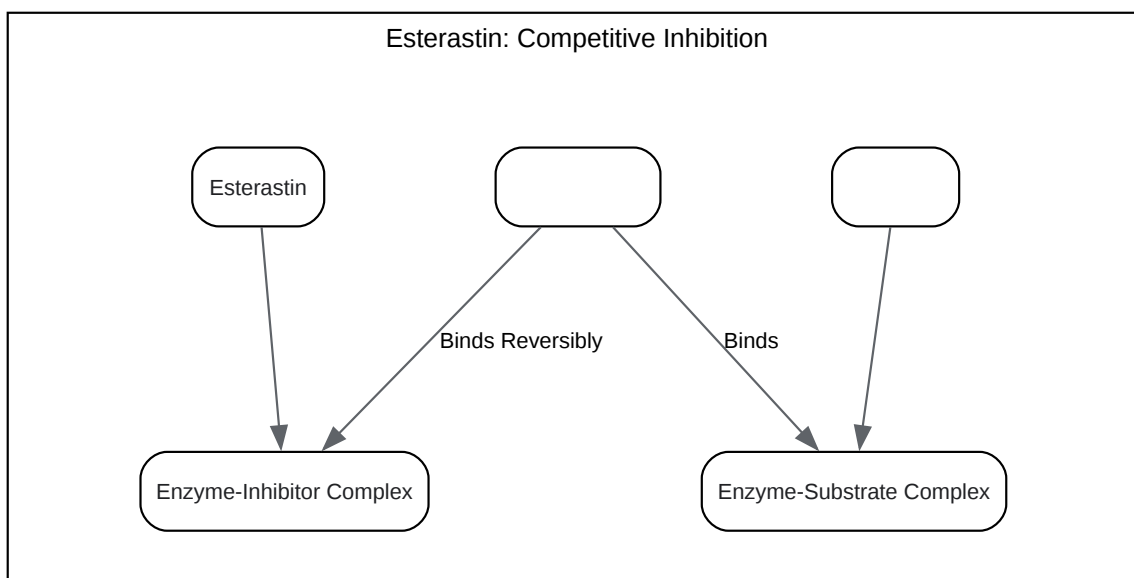 Esterastin: Competitive Inhibition
Esterastin
Binds Reversibly
Binds
Enzyme-Inhibitor Complex
Enzyme-Substrate Complex